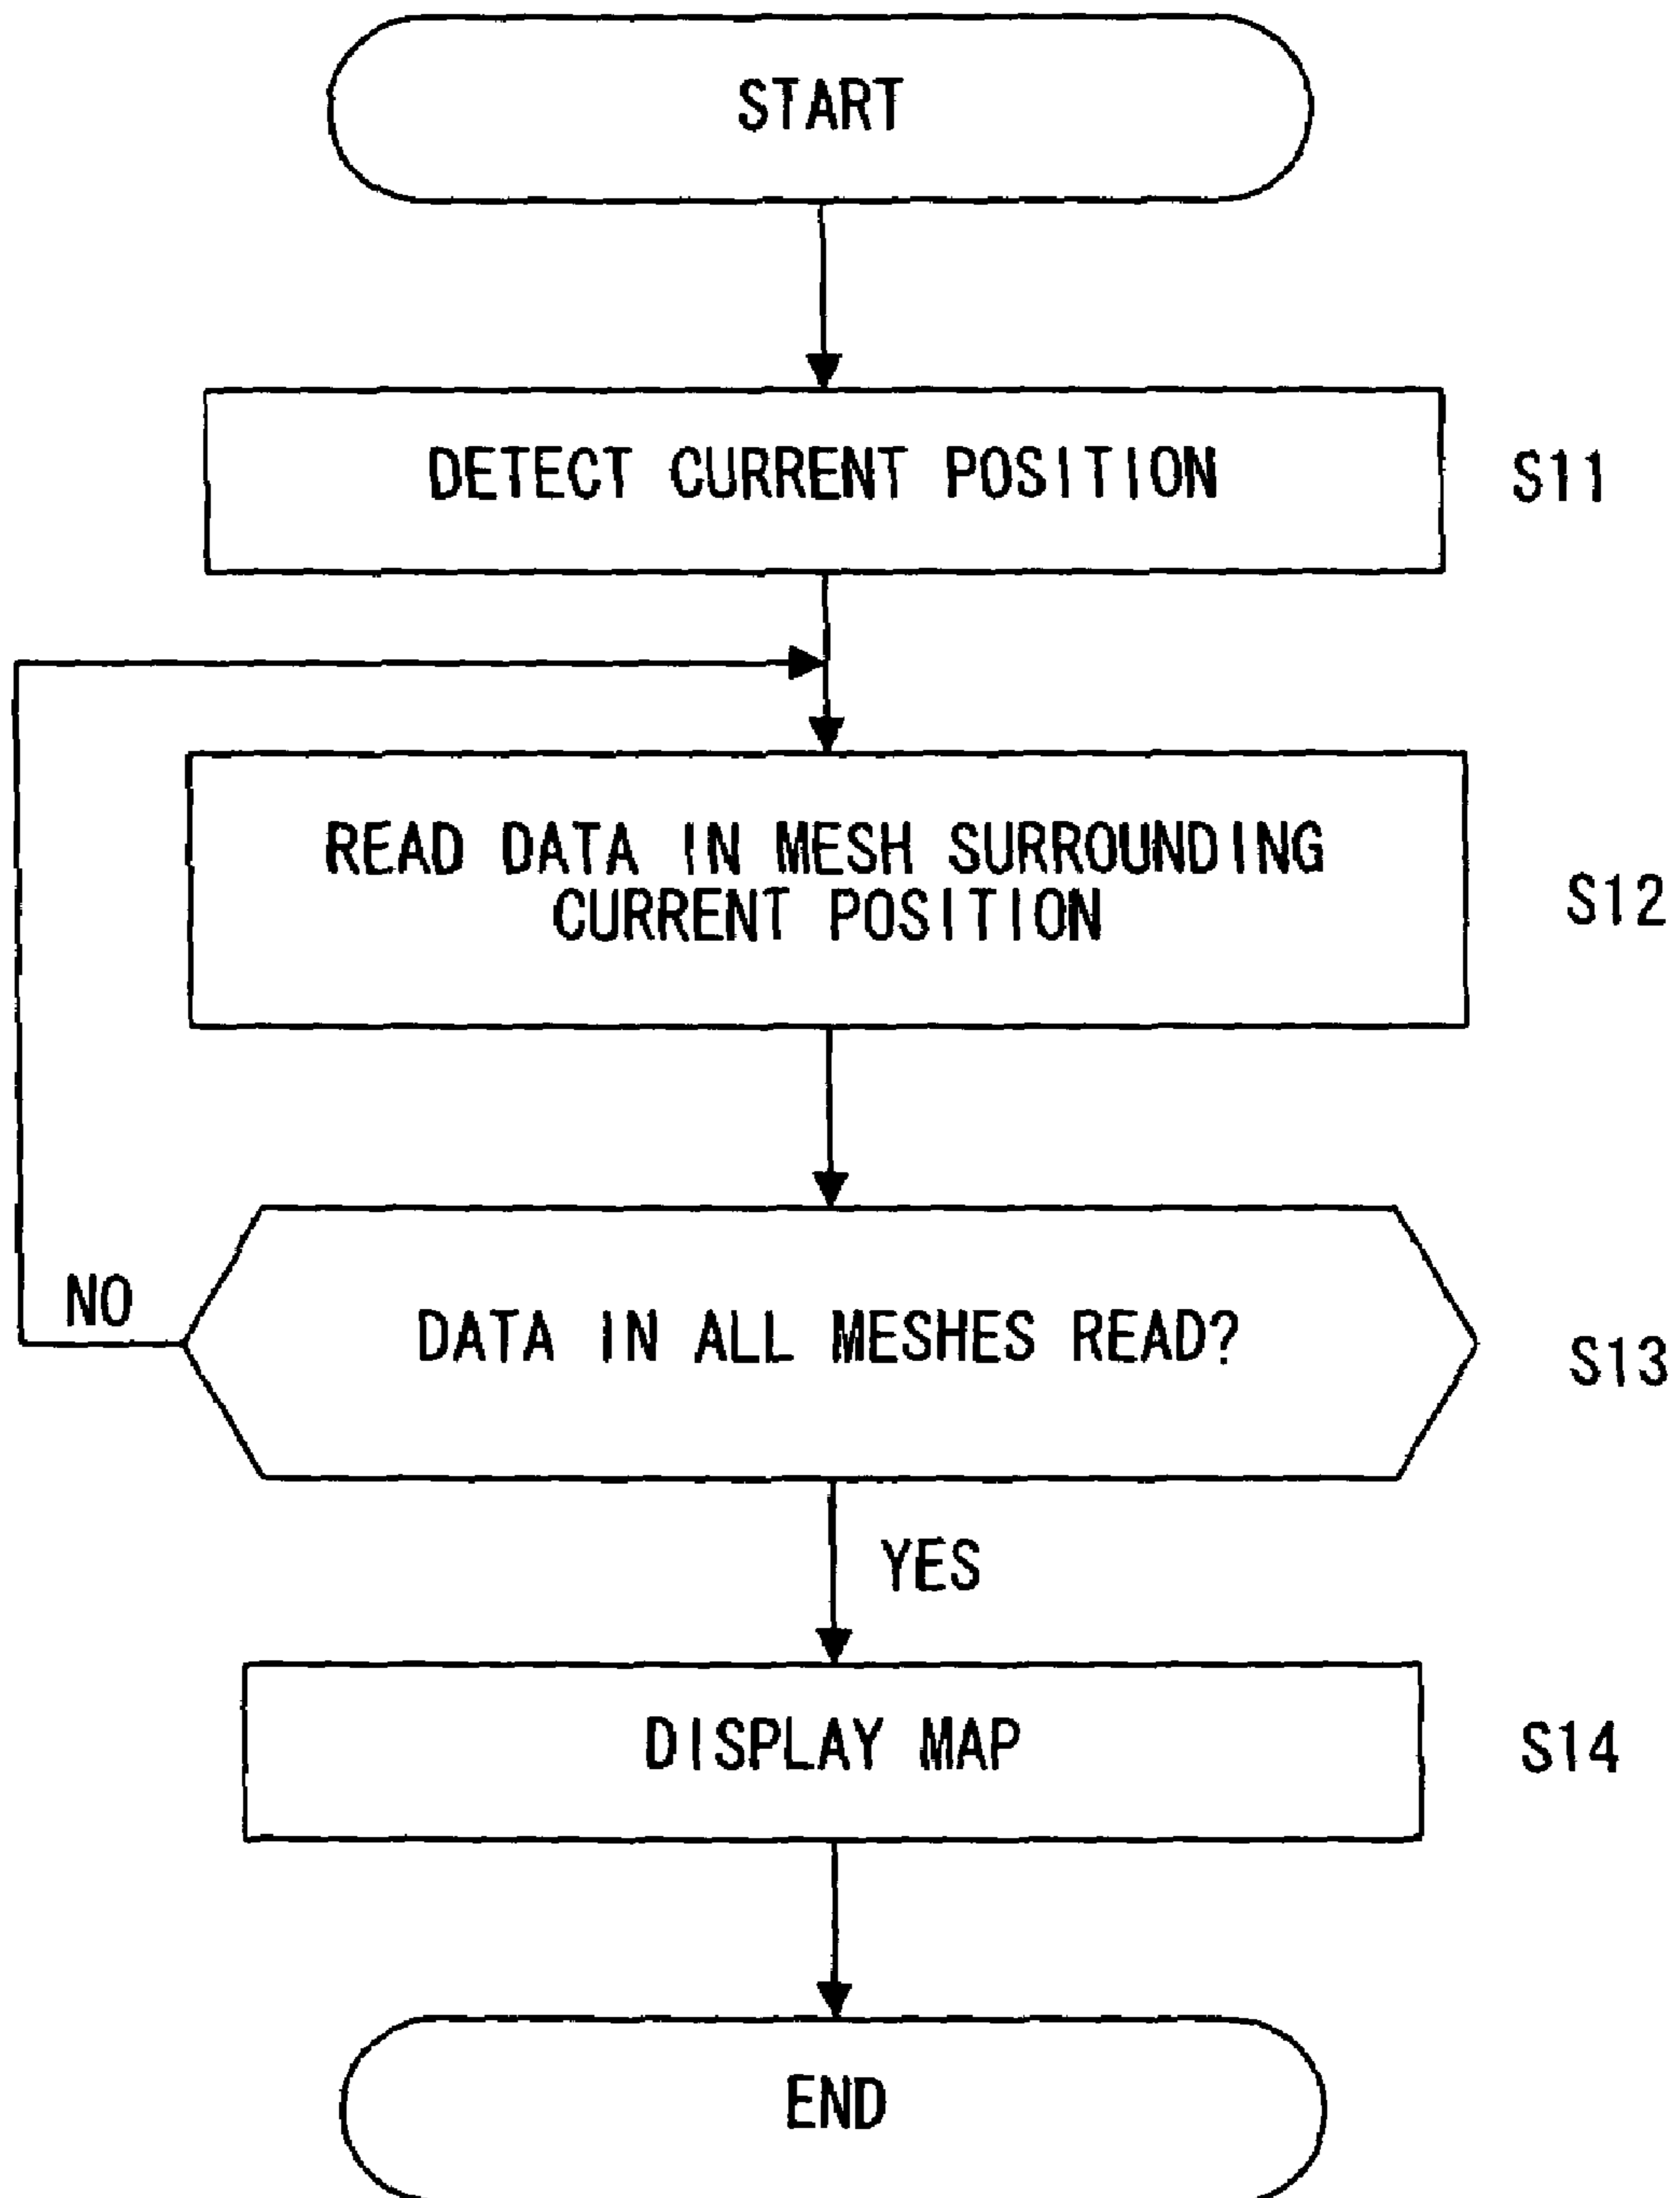 START
DETECT CURRENT POSITION
S11
READ DATA IN MESH SURROUNDING
CURRENT POSITION
S12
NO
DATA IN ALL MESHES READ?
S13
YES
DISPLAY MAP
S14
END